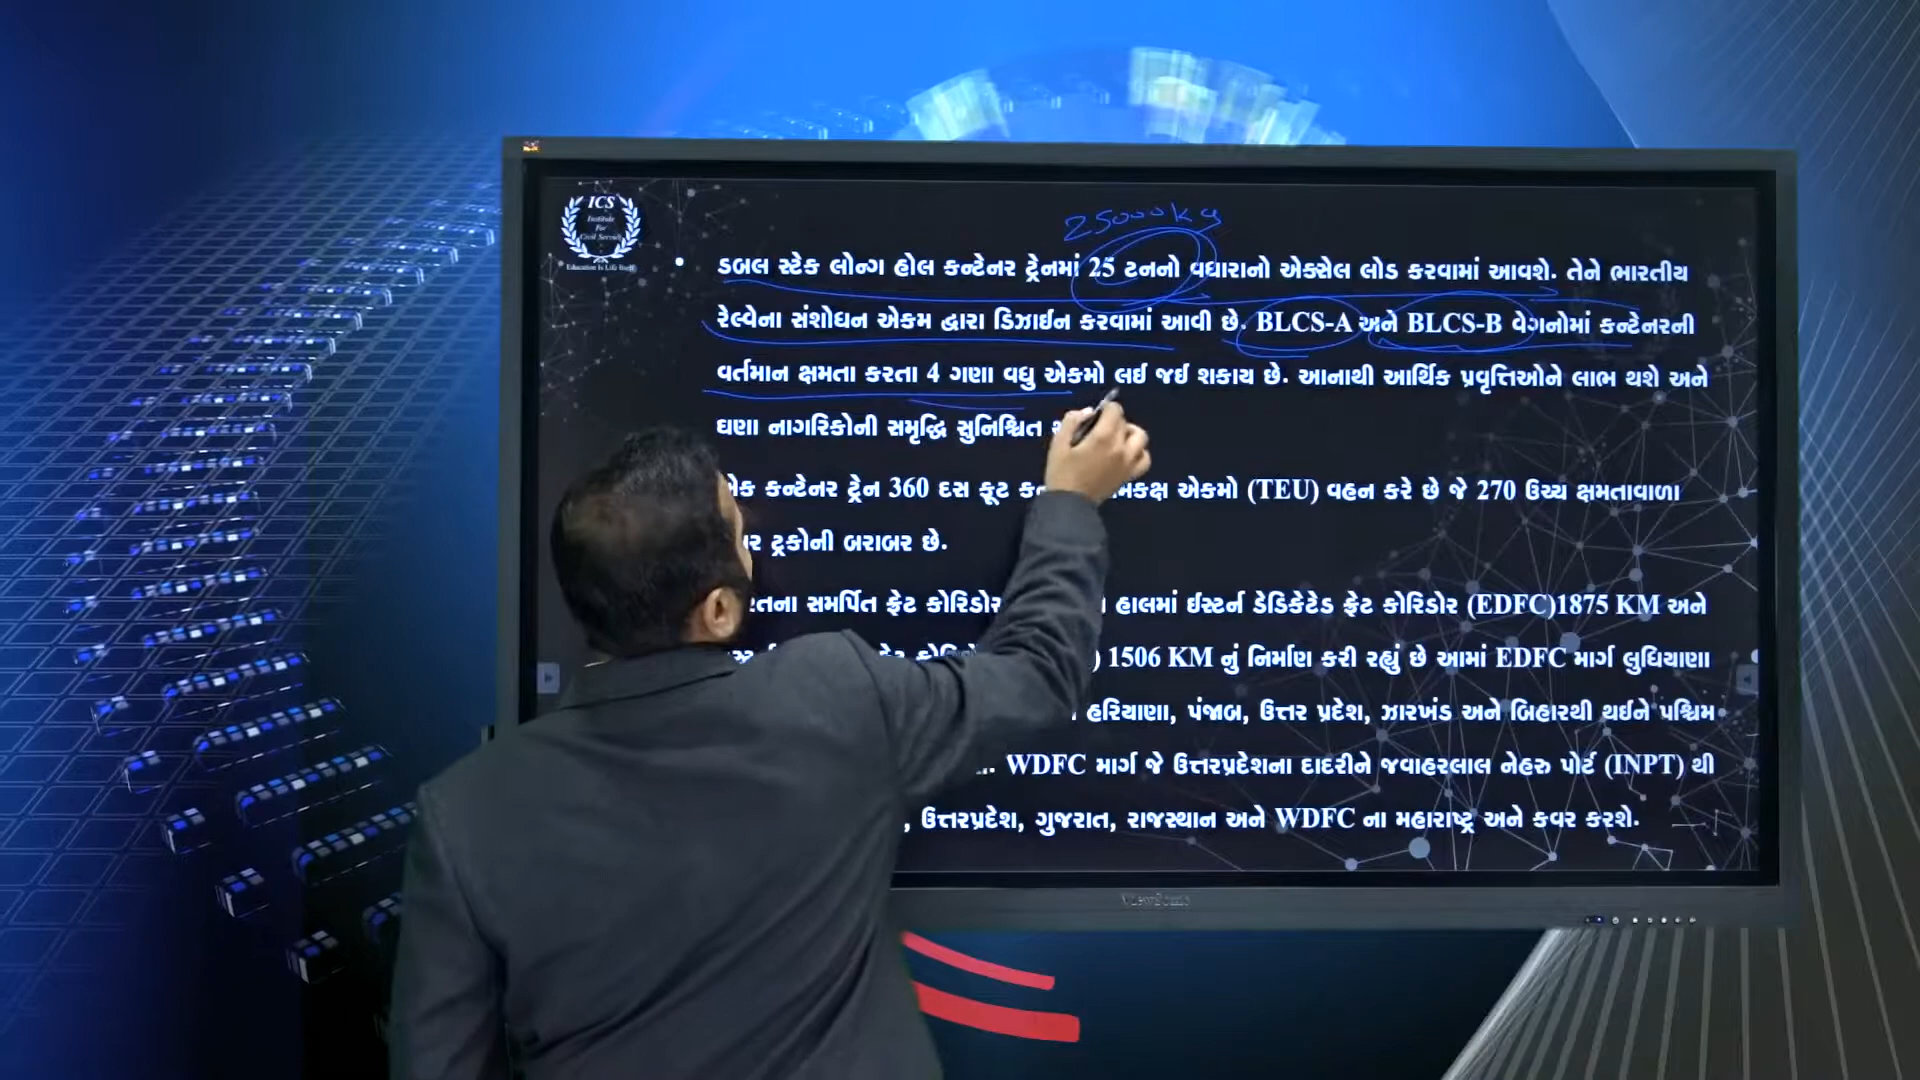 ICS
Institute
For
Civil Services
Education Is Life Itself
25000kg
• ડબલ સ્ટેક લોન્ગ હોલ કન્ટેનર ટ્રેનમાં 25 ટનનો વધારાનો એક્સેલ લોડ કરવામાં આવશે. તેને ભારતીય
રેલ્વેના સંશોધન એકમ દ્વારા ડિઝાઈન કરવામાં આવી છે. BLCS-A અને BLCS-B વેગનોમાં કન્ટેનરની
વર્તમાન ક્ષમતા કરતા 4 ગણા વધુ એકમો લઈ જઈ શકાય છે. આનાથી આર્થિક પ્રવૃત્તિઓને લાભ થશે અને
ઘણા નાગરિકોની સમૃદ્ધિ સુનિશ્ચિત
કન્ટેનર ટ્રેન 360 દસ ફૂટ એકમો (TEU) વહન કરે છે જે 270 ઉચ્ચ ક્ષમતાવાળા
ટ્રકોની બરાબર છે.
સમર્પિત ફ્રેટ કોરિડોર હાલમાં ઈસ્ટર્ન ડેડિકેટેડ ફ્રેટ કોરિડોર (EDFC)1875 KM અને
) 1506 KM નું નિર્માણ કરી રહ્યું છે આમાં EDFC માર્ગ લુધિયાણા
હરિયાણા, પંજાબ, ઉત્તર પ્રદેશ, ઝારખંડ અને બિહારથી થઈને પશ્ચિમ
WDFC માર્ગ જે ઉત્તરપ્રદેશના દાદરીને જવાહરલાલ નેહરુ પોર્ટ (INPT) થી
, ઉત્તરપ્રદેશ, ગુજરાત, રાજસ્થાન અને WDFC ના મહારાષ્ટ્ર અને કવર કરશે.
ViewSonic